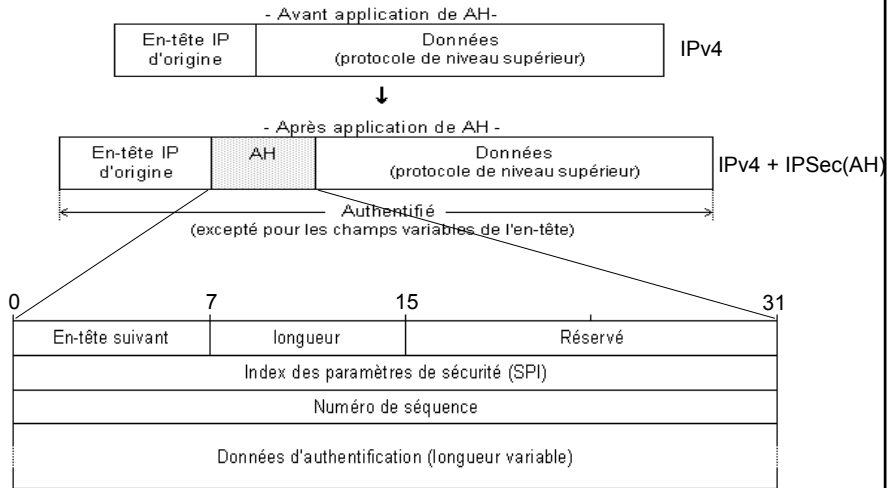 - Avant application de AH-
En-tête IP
d'origine
Données
(protocole de niveau supérieur)
IPv4
↓
- Après application de AH -
En-tête IP
d'origine
AH
Données
(protocole de niveau supérieur)
IPv4 + IPSec(AH)
Authentifié
(excepté pour les champs variables de l'en-tête)
0 7 15 31
En-tête suivant longueur Réservé
Index des paramètres de sécurité (SPI)
Numéro de séquence
Données d'authentification (longueur variable)